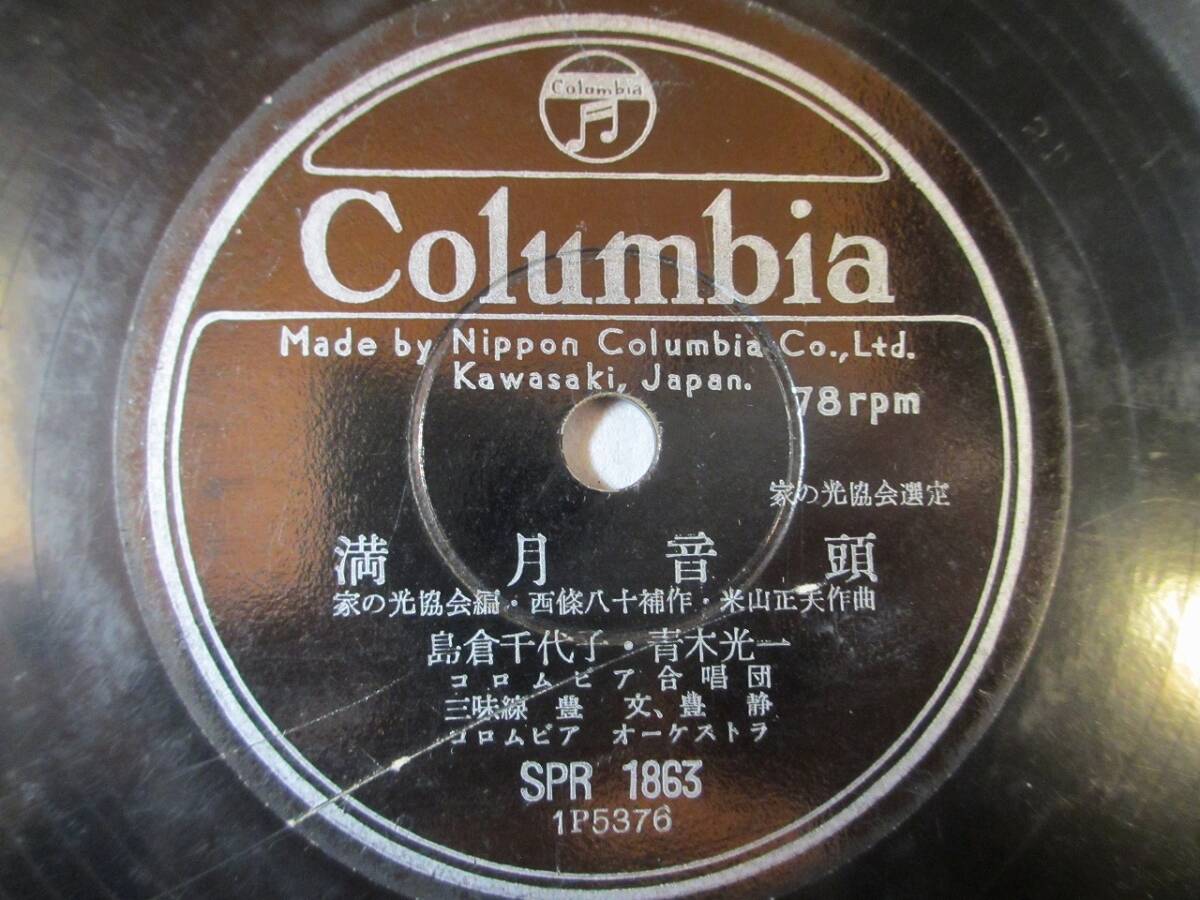 Columbia
Columbia
Made by Nippon Columbia Co., Ltd.
Kawasaki, Japan.
78 rpm
家の光協会選定
満月音頭
家の光協会編・西條八十補作・米山正夫作曲
島倉千代子・青木光一
コロムビア合唱団
三味線 豊文、豊静
コロムビア オーケストラ
SPR 1863
1P5376